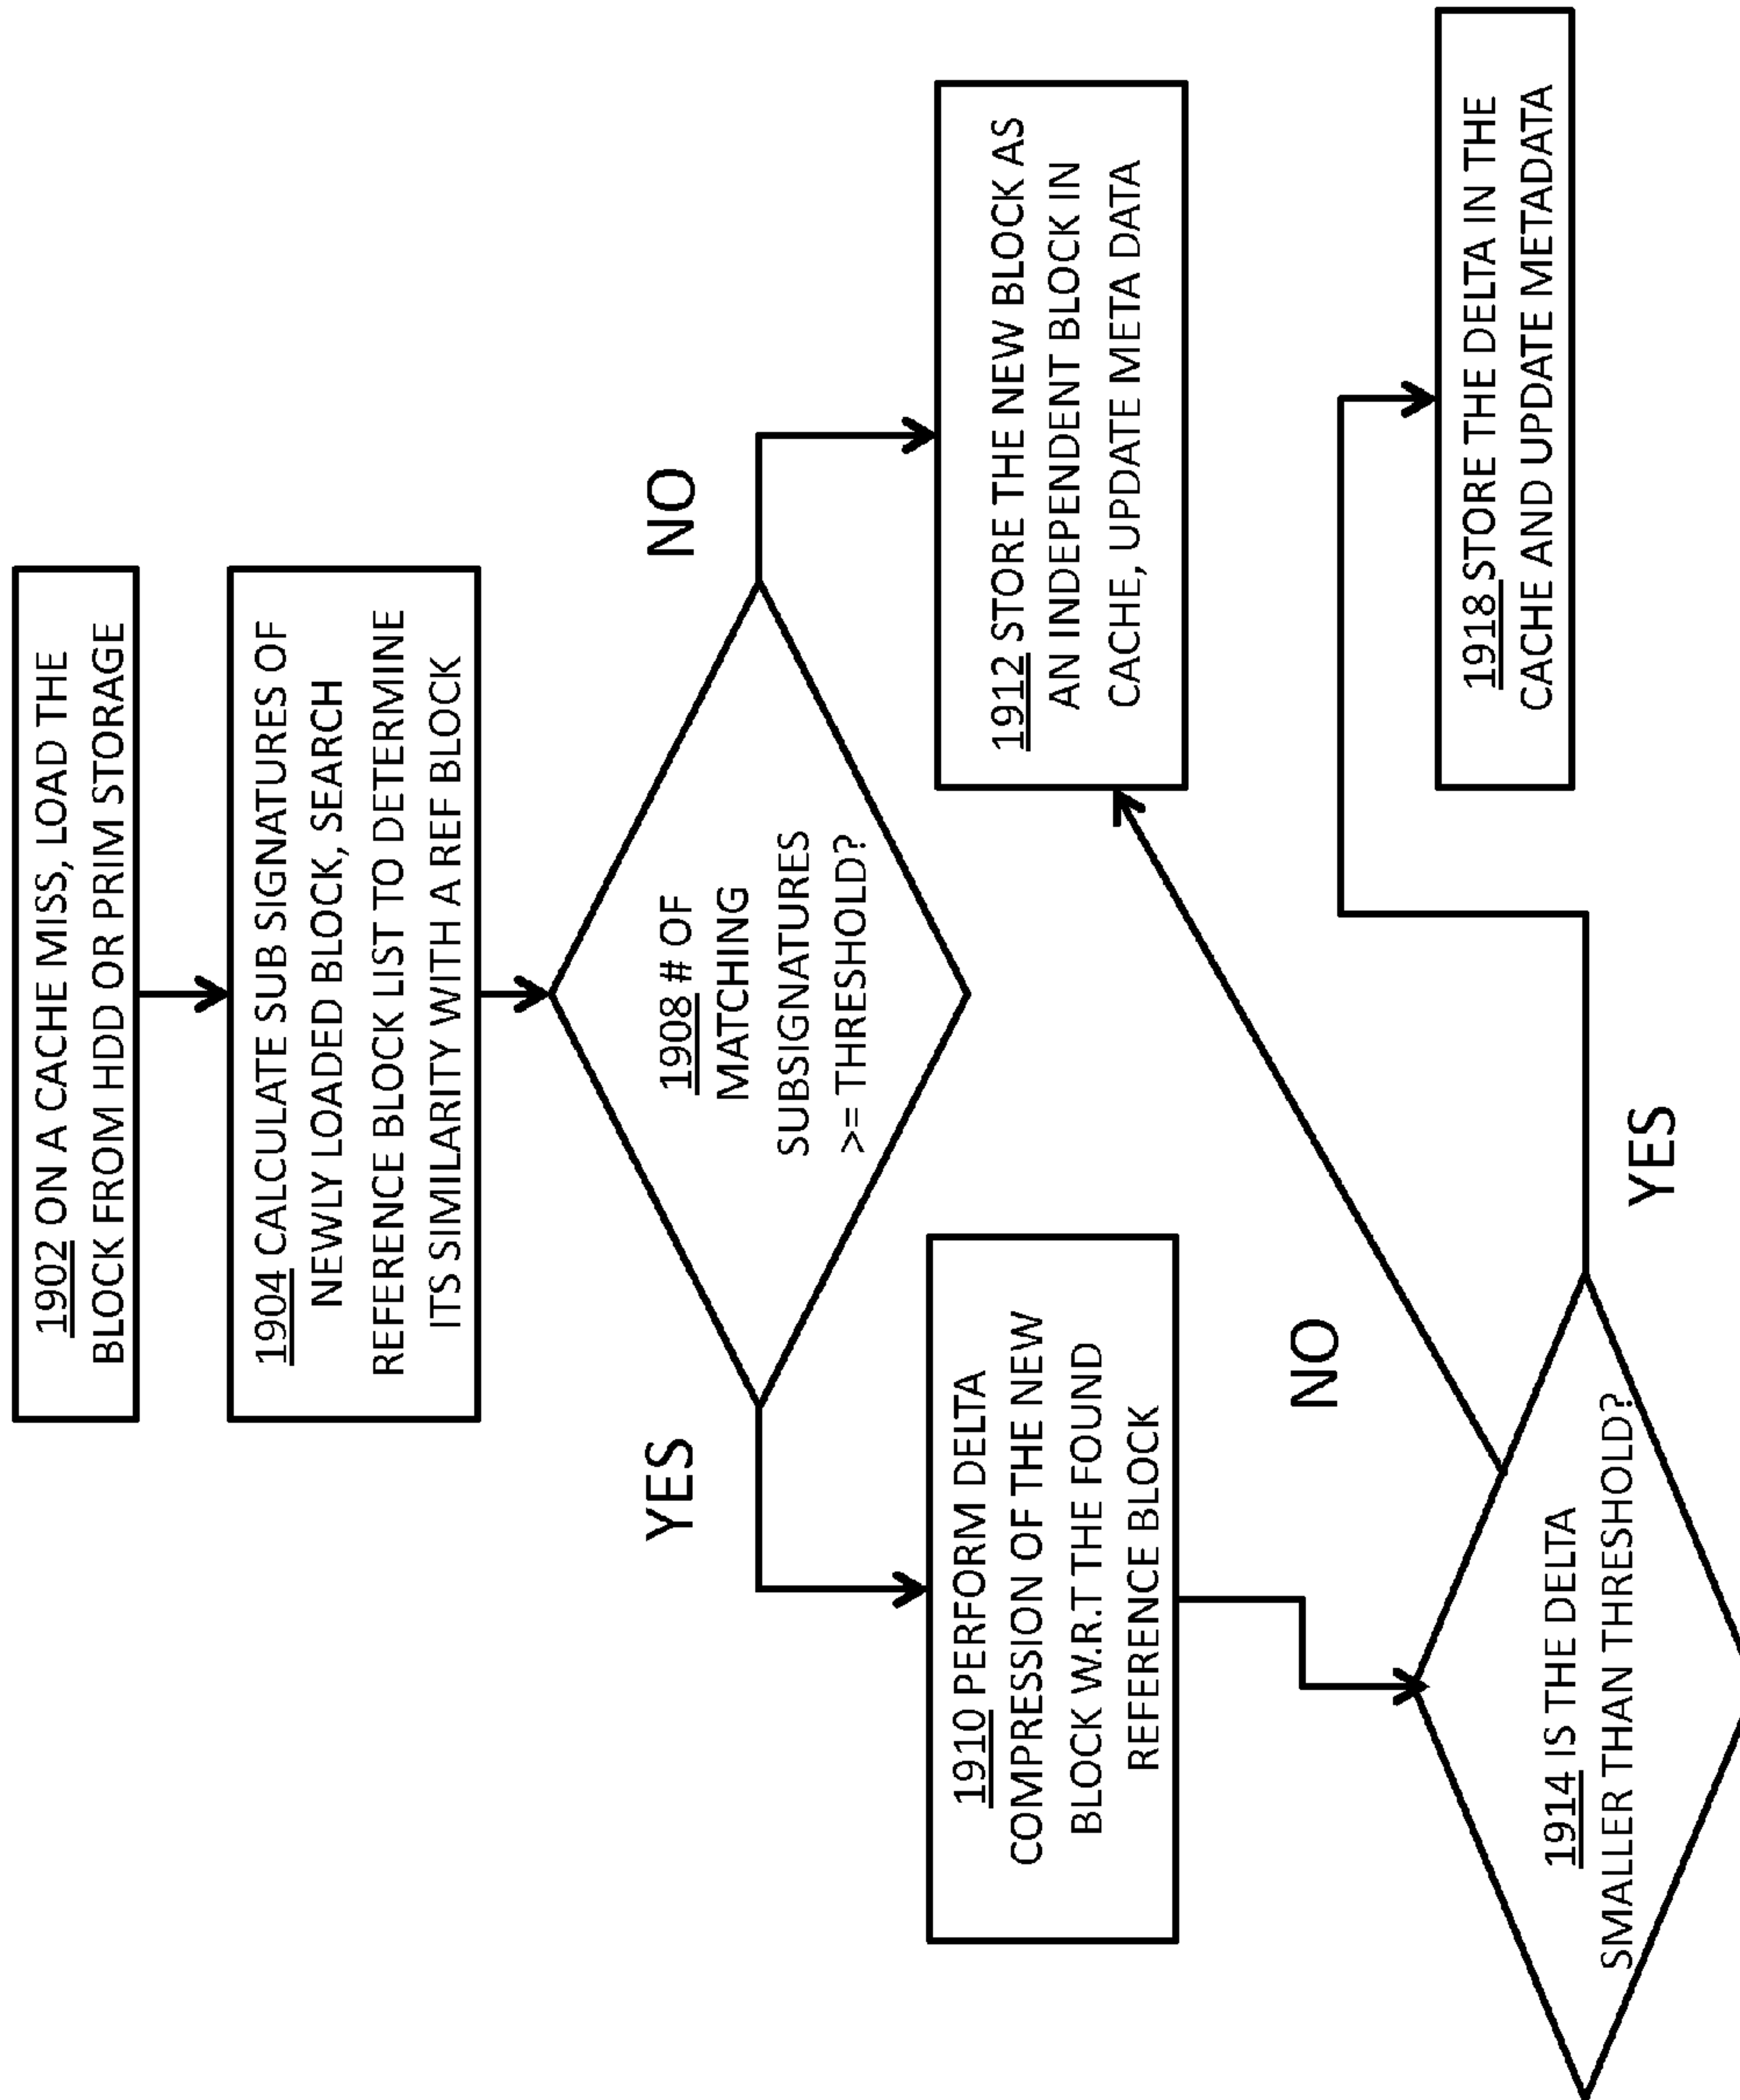 1902 ON A CACHE MISS, LOAD THE
BLOCK FROM HDD OR PRIM STORAGE
1904 CALCULATE SUB SIGNATURES OF
NEWLY LOADED BLOCK, SEARCH
REFERENCE BLOCK LIST TO DETERMINE
ITS SIMILARITY WITH A REF BLOCK
1908 # OF
MATCHING
SUBSIGNATURES
>= THRESHOLD?
YES
NO
1910 PERFORM DELTA
COMPRESSION OF THE NEW
BLOCK W.R.T THE FOUND
REFERENCE BLOCK
1912 STORE THE NEW BLOCK AS
AN INDEPENDENT BLOCK IN
CACHE, UPDATE META DATA
NO
1914 IS THE DELTA
SMALLER THAN THRESHOLD?
YES
1918 STORE THE DELTA IN THE
CACHE AND UPDATE METADATA